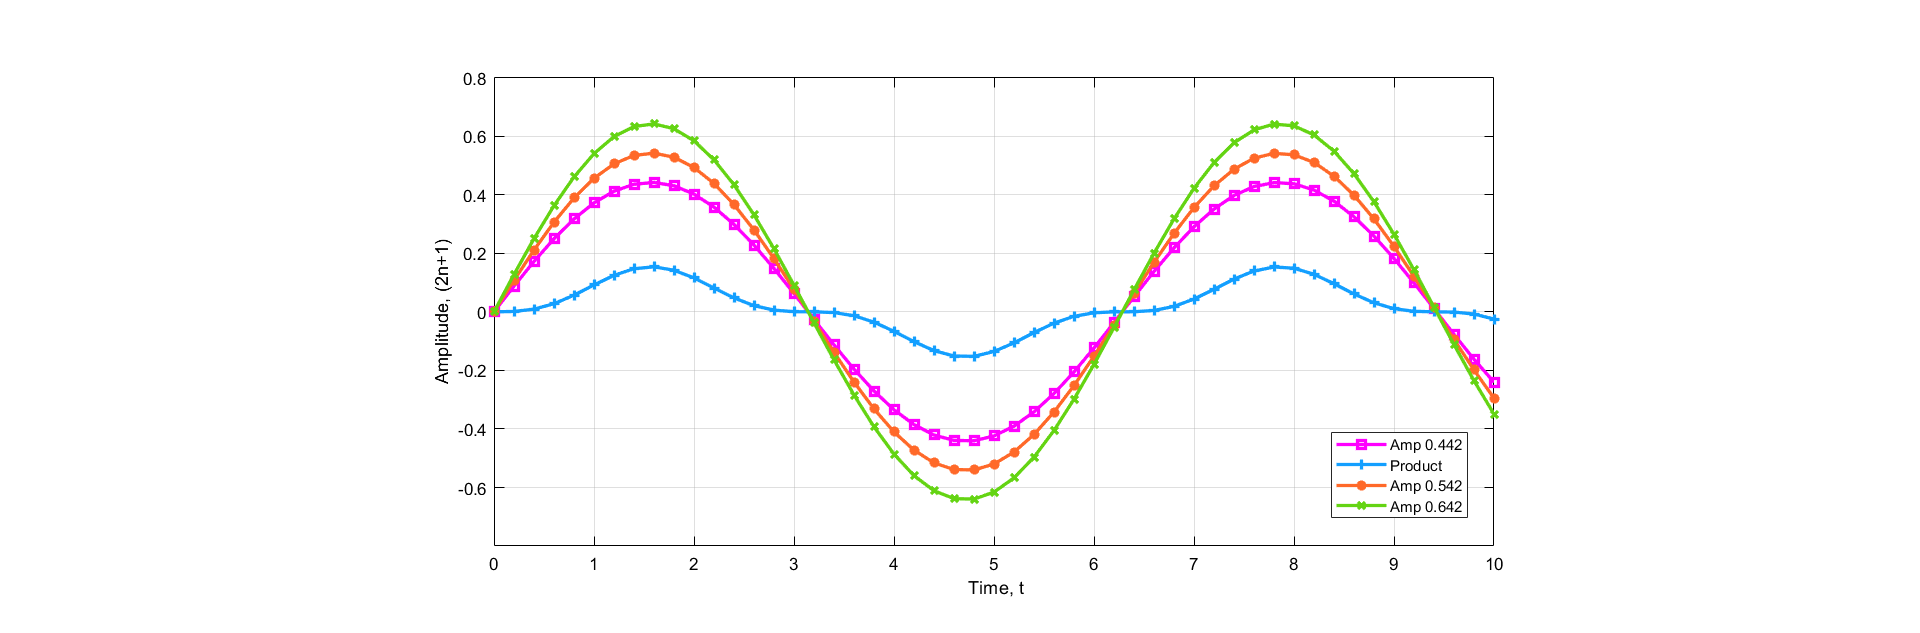 0.8
0.6
0.4
0.2
0
-0.2
-0.4
-0.6
Amplitude, (2n+1)
Amp 0.442
Product
Amp 0.542
Amp 0.642
0 1 2 3 4 5 6 7 8 9 10
Time, t